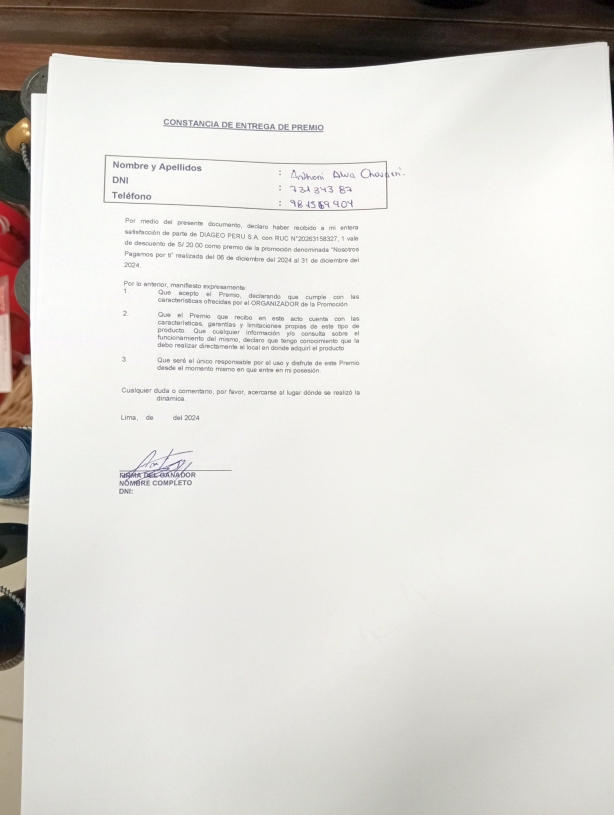 CONSTANCIA DE ENTREGA DE PREMIO
Nombre y Apellidos : Anthoni
DNI : 73134387
Teléfono :
Por medio del presente documento, declaro haber recibido a mi entera
satisfacción de parte de DIAGEO PERU S.A. con RUC N°20263158327, 1 vale
de descuento de S/ 20.00 como premio de la promoción denominada "Nosotros
Pagamos por ti" realizada del 06 de diciembre del 2024 al 31 de diciembre del
2024.
Por lo anterior, manifiesto expresamente:
1. Que acepto el Premio, declarando que cumple con las
características ofrecidas por el ORGANIZADOR de la Promoción
2. Que el Premio que recibo en este acto cuenta con las
características, garantías y limitaciones propias de este tipo de
producto. Que cualquier información y/o consulta sobre el
funcionamiento del mismo, declaro que tengo conocimiento que la
debo realizar directamente al local en donde adquirí el producto
3. Que seré el único responsable por el uso y disfrute de este Premio
desde el momento mismo en que entre en mi posesión.
Cualquier duda o comentario, por favor, acercarse al lugar dónde se realizó la
dinámica.
Lima, de del 2024
FIRMA DEL GANADOR
NOMBRE COMPLETO
DNI: